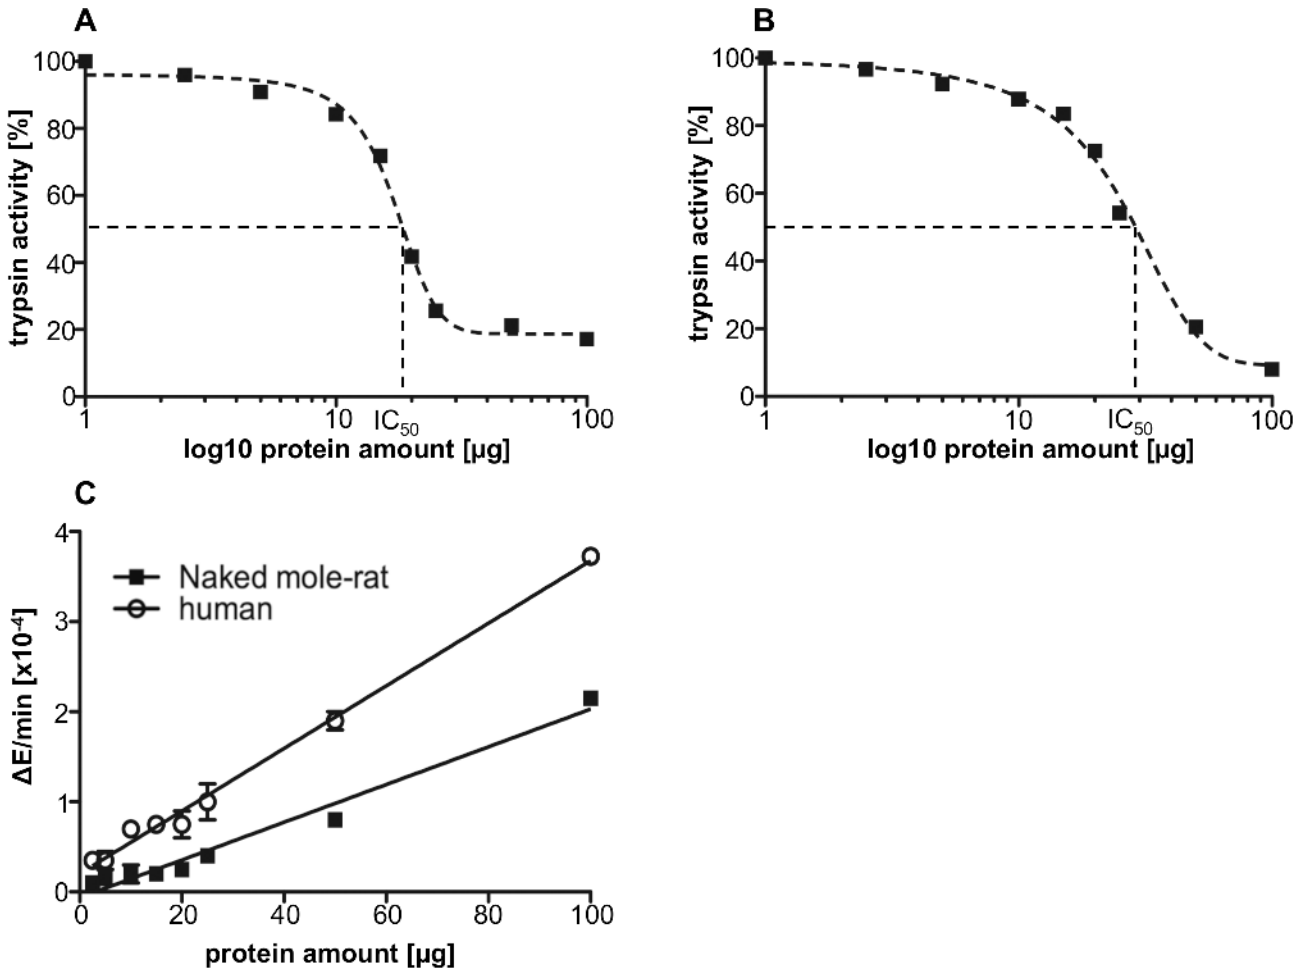 A
trypsin activity [%]
100
80
60
40
20
0
1
10
IC50
100
log10 protein amount [µg]
B
trypsin activity [%]
100
80
60
40
20
0
1
10
IC50
100
log10 protein amount [µg]
C
ΔE/min [x10-4]
4
3
2
1
0
Naked mole-rat
human
0
20
40
60
80
100
protein amount [µg]